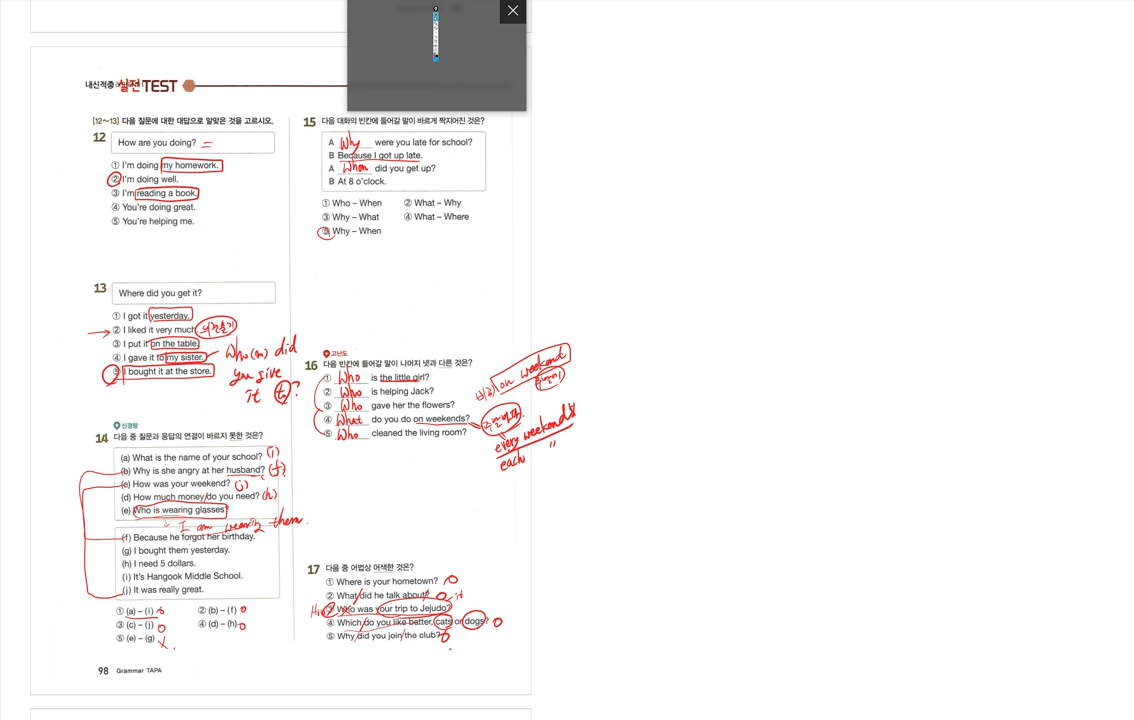 내신적중 실전 TEST
[12~13] 다음 질문에 대한 대답으로 알맞은 것을 고르시오.
12
How are you doing? =
① I'm doing my homework.
② I'm doing well.
③ I'm reading a book.
④ You're doing great.
⑤ You're helping me.
13
Where did you get it?
① I got it yesterday.
② I liked it very much
③ I put it on the table.
④ I gave it to my sister.
⑤ I bought it at the store.
Who(m) did
you give
it to?
신경향
14 다음 중 질문과 응답의 연결이 바르지 못한 것은?
(a) What is the name of your school? (i)
(b) Why is she angry at her husband? (f)
(c) How was your weekend? (j)
(d) How much money/do you need? (h)
(e) Who is wearing glasses?
I am wearing them.
(f) Because he forgot her birthday.
(g) I bought them yesterday.
(h) I need 5 dollars.
(i) It's Hangook Middle School.
(j) It was really great.
① (a) – (i) o
② (b) – (f) o
③ (c) – (j) o
④ (d) – (h) o
⑤ (e) – (g) x.
98 Grammar TAPA
15 다음 대화의 빈칸에 들어갈 말이 바르게 짝지어진 것은?
A Why were you late for school?
B Because I got up late.
A When did you get up?
B At 8 o'clock.
① Who – When
② What – Why
③ Why – What
④ What – Where
⑤ Why – When
고난도
16 다음 빈칸에 들어갈 말이 나머지 넷과 다른 것은?
① Who is the little girl?
② Who is helping Jack?
③ Who gave her the flowers?
④ What do you do on weekends?
⑤ Who cleaned the living room?
on weekend
every weekend
each "
17 다음 중 어법상 어색한 것은?
① Where is your hometown? o
② What/did he talk about? o it
③ Who was your trip to Jejudo?
④ Which/do you like better, cats or dogs? o
⑤ Why/did you join/the club? o